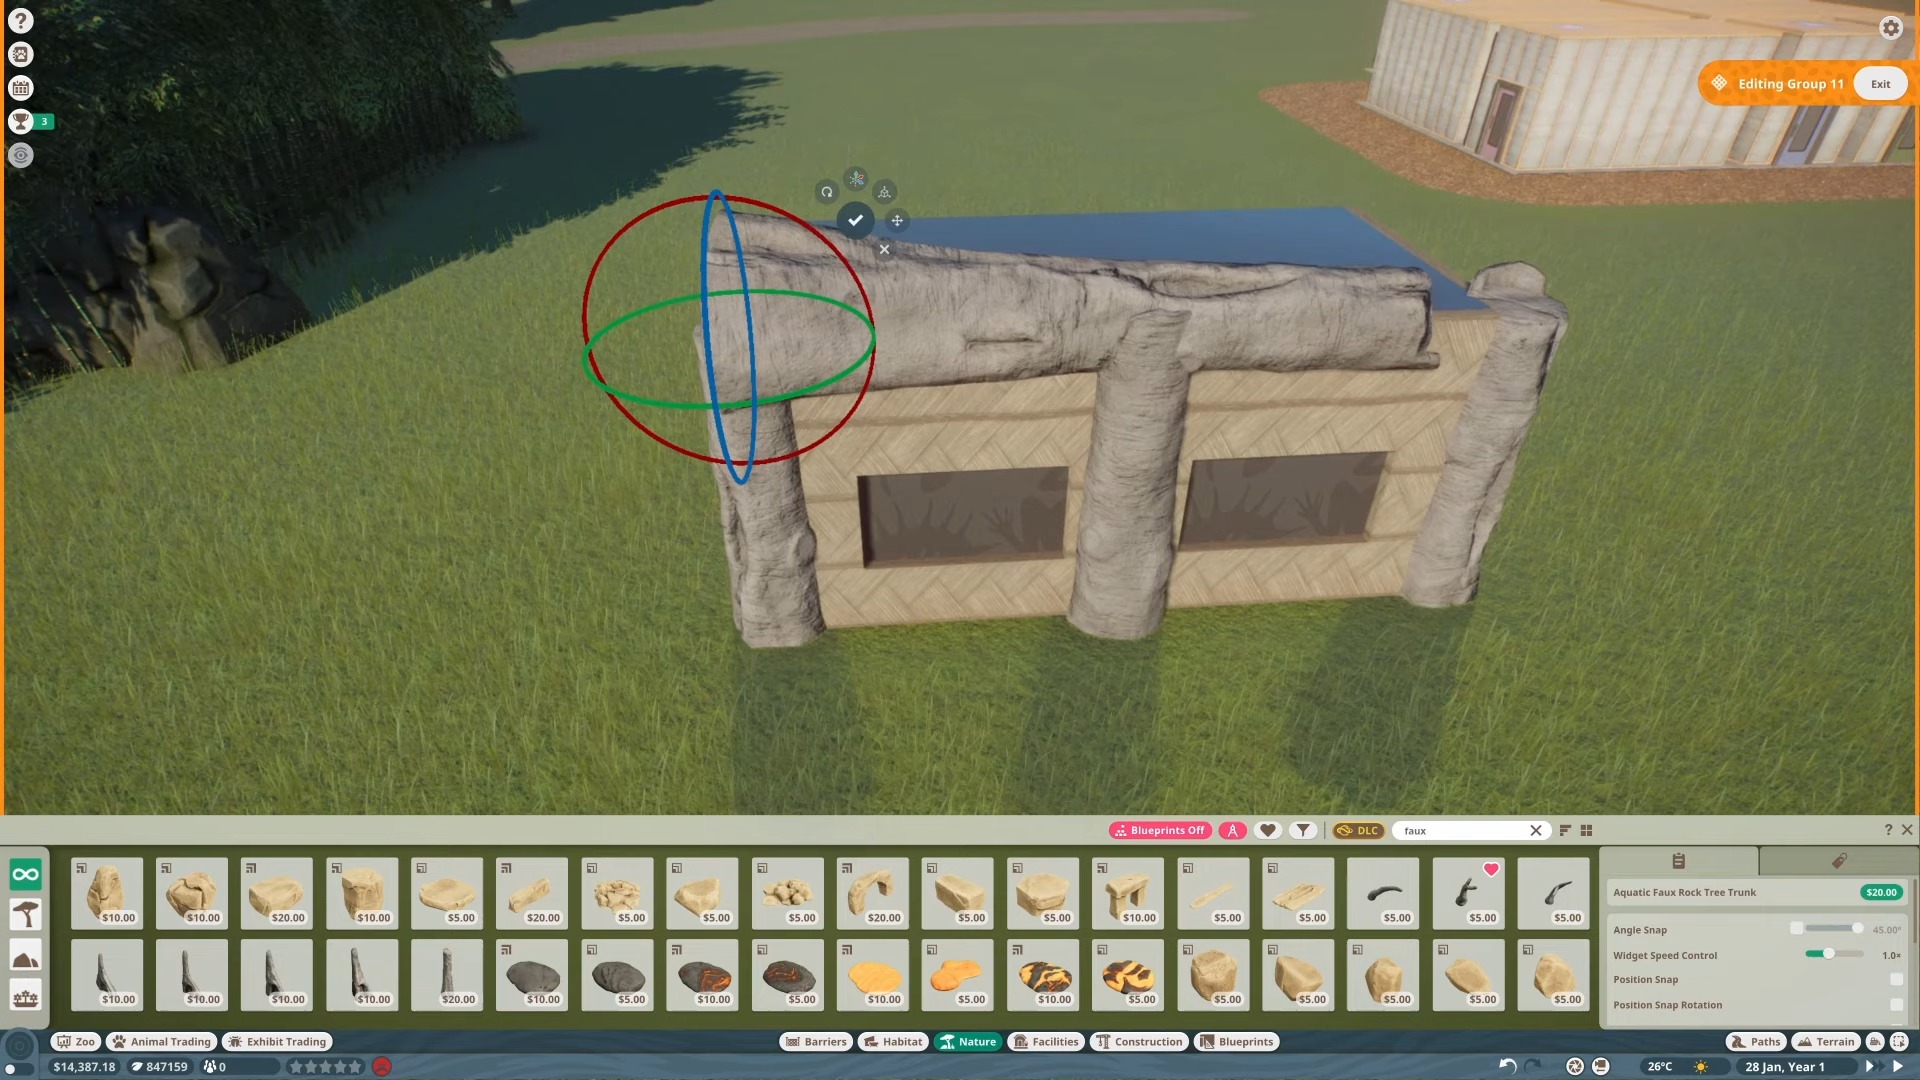 ?
3
Editing Group 11
Exit
Blueprints Off
DLC
faux
?
$10.00 $10.00 $20.00 $10.00 $5.00 $20.00 $5.00 $5.00 $5.00 $20.00 $5.00 $5.00 $10.00 $5.00 $5.00 $5.00 $5.00 $5.00
$10.00 $10.00 $10.00 $10.00 $20.00 $10.00 $5.00 $10.00 $5.00 $10.00 $5.00 $10.00 $5.00 $5.00 $5.00 $5.00 $5.00 $5.00
Aquatic Faux Rock Tree Trunk $20.00
Angle Snap 45.00°
Widget Speed Control 1.0×
Position Snap
Position Snap Rotation
Zoo Animal Trading Exhibit Trading Barriers Habitat Nature Facilities Construction Blueprints Paths Terrain
$14,387.18 847159 0 26°C 28 Jan, Year 1